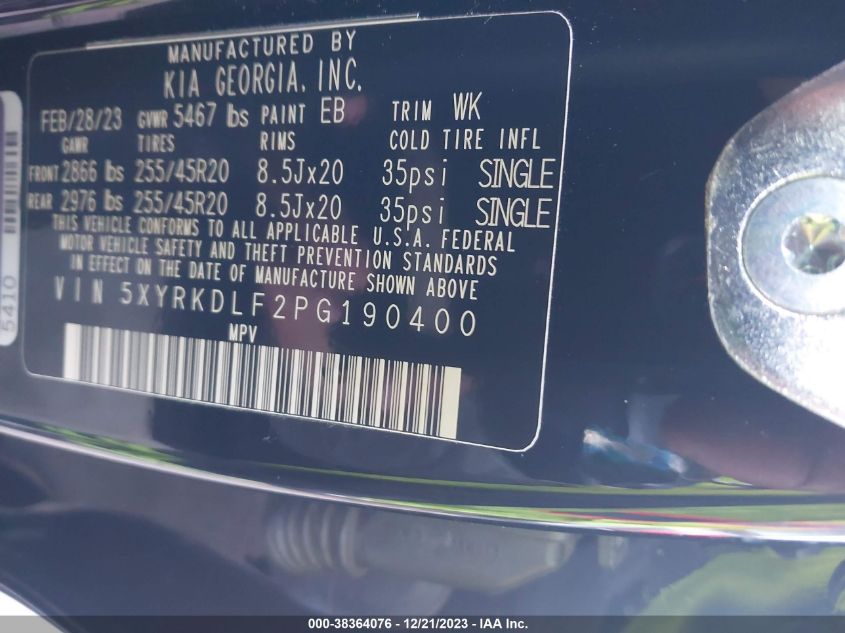 MANUFACTURED BY
KIA GEORGIA, INC.
FEB/28/23 GVWR 5467 lbs PAINT EB TRIM WK
GAWR TIRES RIMS COLD TIRE INFL
FRONT 2866 lbs 255/45R20 8.5Jx20 35psi SINGLE
REAR 2976 lbs 255/45R20 8.5Jx20 35psi SINGLE
THIS VEHICLE CONFORMS TO ALL APPLICABLE U.S.A. FEDERAL
MOTOR VEHICLE SAFETY AND THEFT PREVENTION STANDARDS
IN EFFECT ON THE DATE OF MANUFACTURE SHOWN ABOVE
VIN 5XYRKDLF2PG190400
MPV
5410
000-38364076 - 12/21/2023 - IAA Inc.